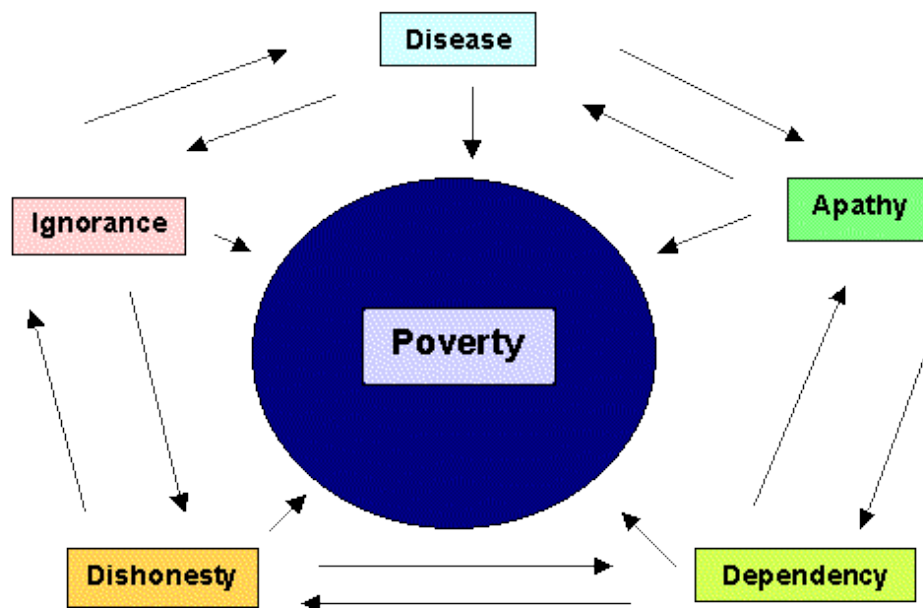 Disease
Ignorance
Apathy
Poverty
Dishonesty
Dependency